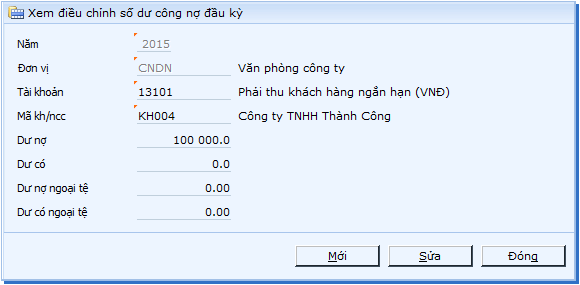 Xem điều chỉnh số dư công nợ đầu kỳ
Năm 2015
Đơn vị CNDN Văn phòng công ty
Tài khoản 13101 Phải thu khách hàng ngắn hạn (VNĐ)
Mã kh/ncc KH004 Công ty TNHH Thành Công
Dư nợ 100 000.0
Dư có 0.0
Dư nợ ngoại tệ 0.00
Dư có ngoại tệ 0.00
Mới Sửa Đóng